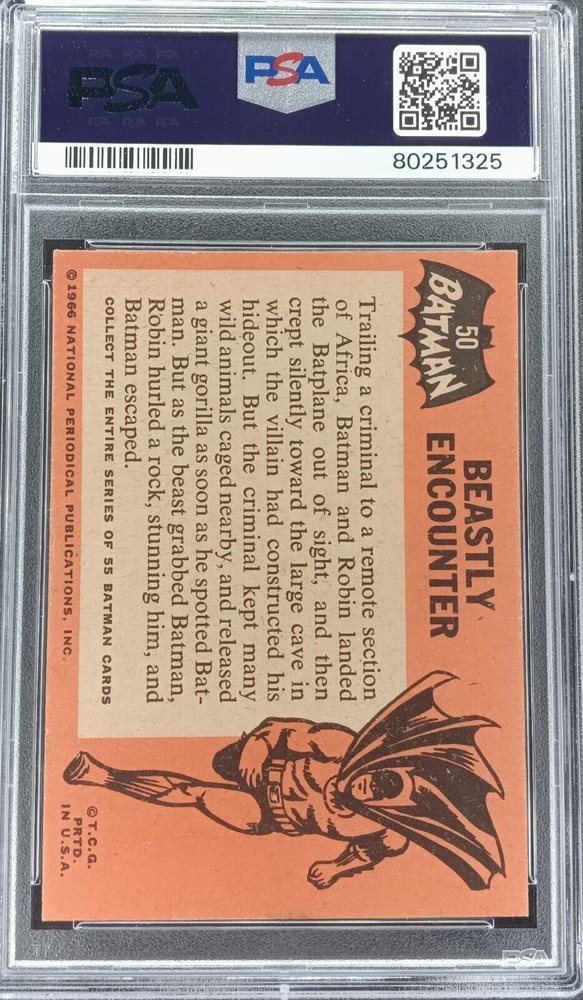 PSA
PSA
80251325
50
BATMAN
BEASTLY
ENCOUNTER
Trailing a criminal to a remote section
of Africa, Batman and Robin landed
the Batplane out of sight, and then
crept silently toward the large cave in
which the villain had constructed his
hideout. But the criminal kept many
wild animals caged nearby, and released
a giant gorilla as soon as he spotted Bat-
man. But as the beast grabbed Batman,
Robin hurled a rock, stunning him, and
Batman escaped.
COLLECT THE ENTIRE SERIES OF 55 BATMAN CARDS
© 1966 NATIONAL PERIODICAL PUBLICATIONS, INC.
© T.C.G.
PRTD.
IN U.S.A.
PSA